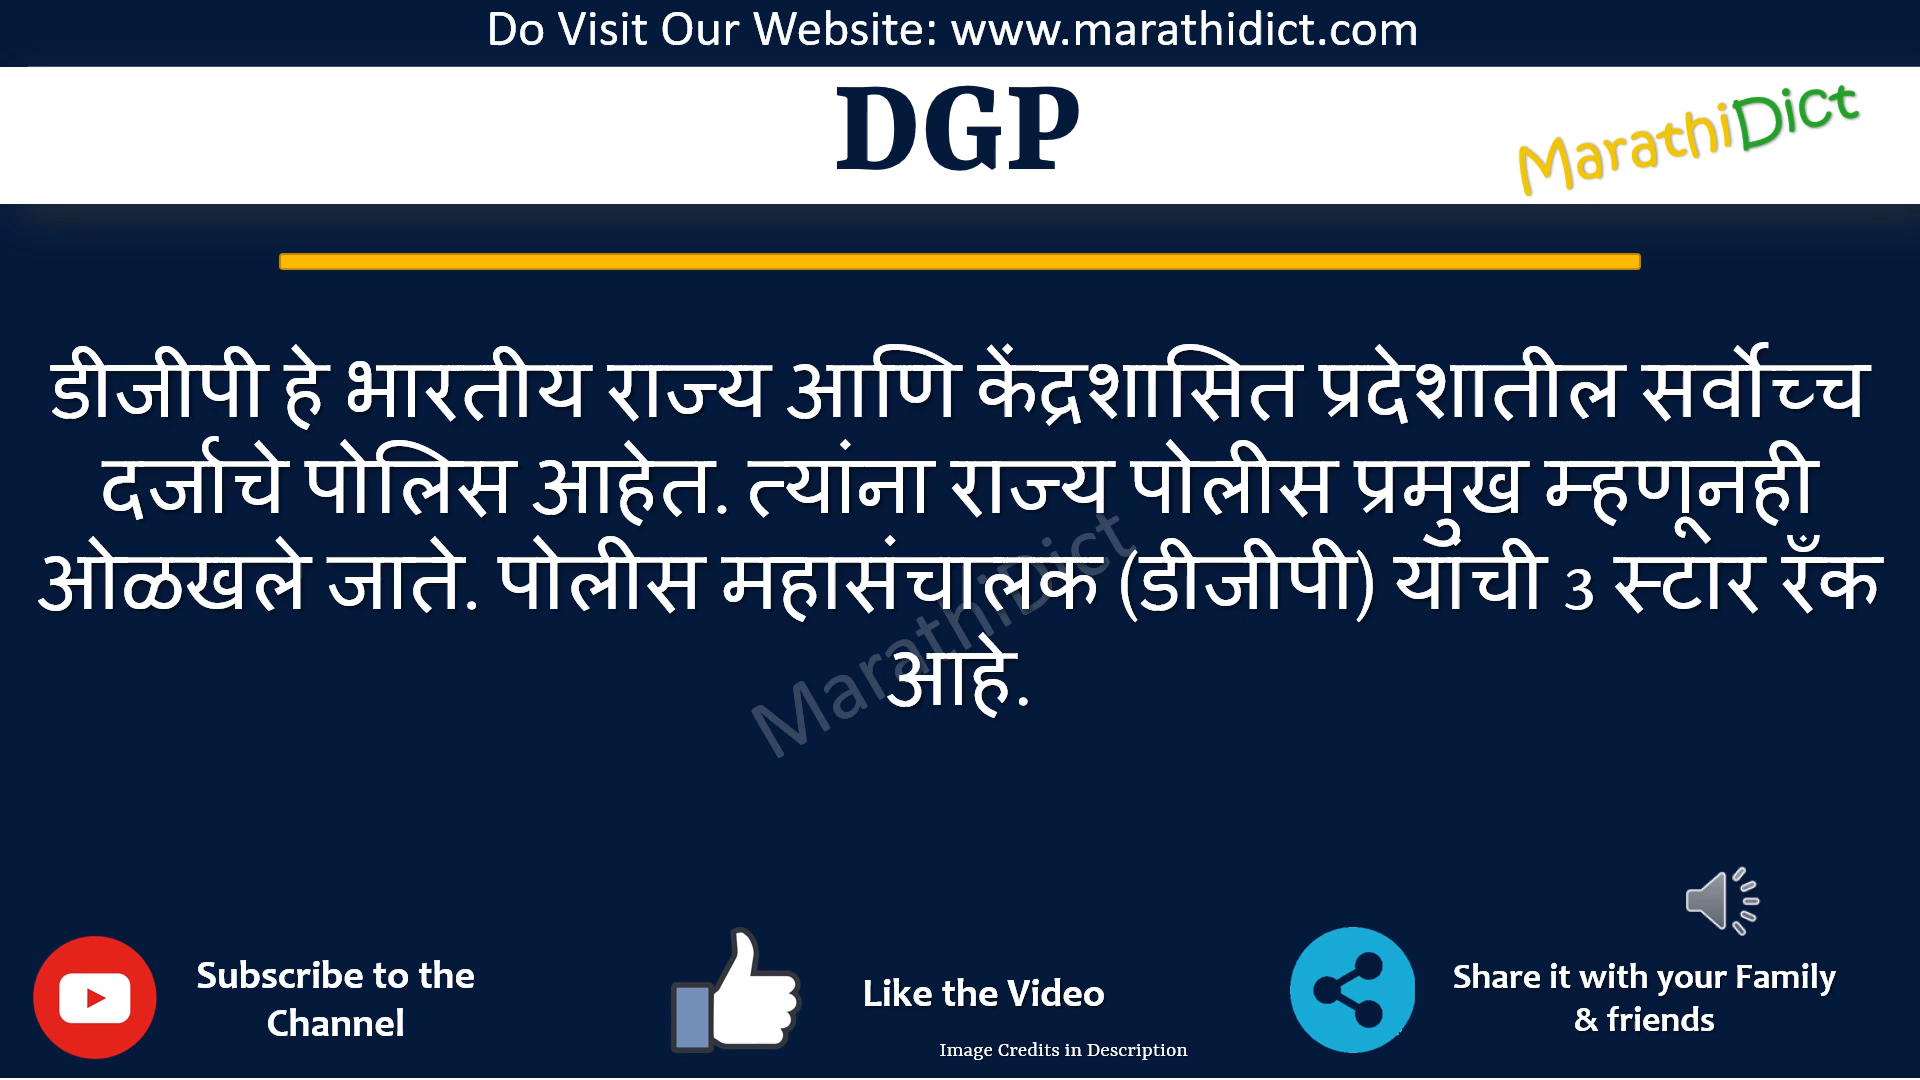 Do Visit Our Website: www.marathidict.com
DGP
MarathiDict
डीजीपी हे भारतीय राज्य आणि केंद्रशासित प्रदेशातील सर्वोच्च
दर्जाचे पोलिस आहेत. त्यांना राज्य पोलीस प्रमुख म्हणूनही
ओळखले जाते. पोलीस महासंचालक (डीजीपी) यांची 3 स्टार रँक
आहे.
MarathiDict
Subscribe to the
Channel
Like the Video
Share it with your Family
& friends
Image Credits in Description